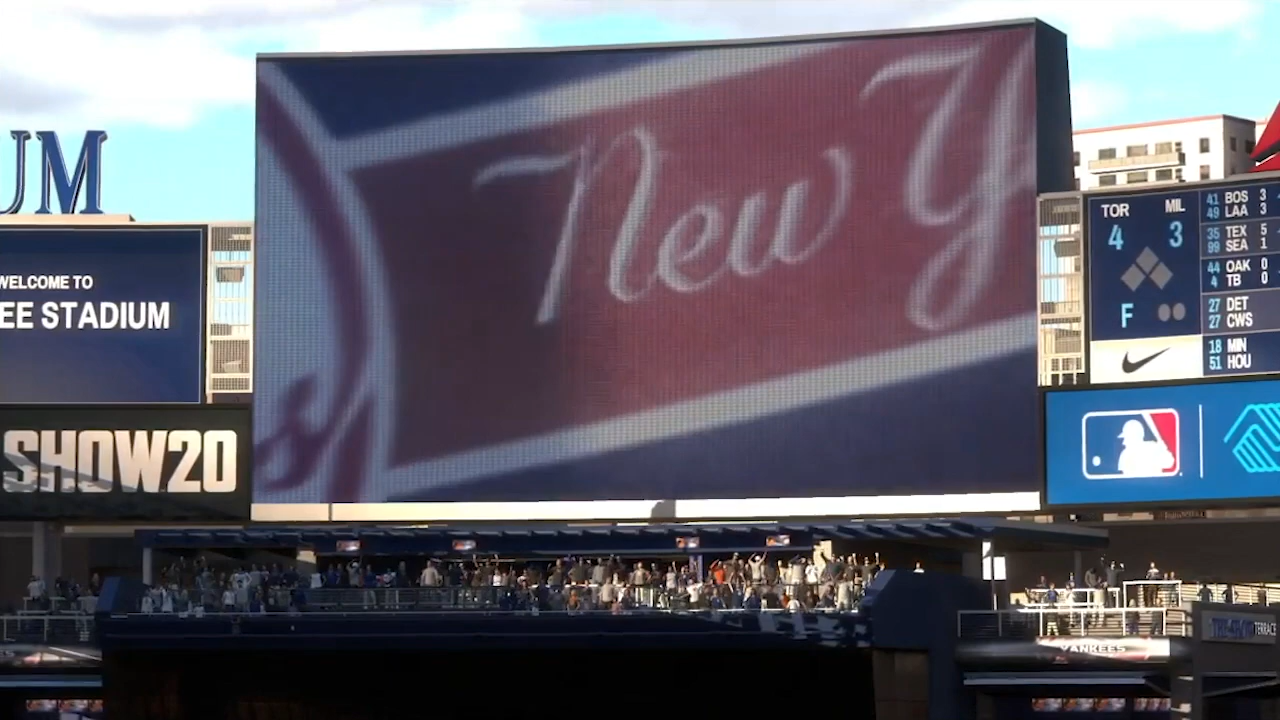 New Y
UM
WELCOME TO
EE STADIUM
SHOW20
TOR MIL
4 3
F
41 BOS 3
49 LAA 3
35 TEX 5
99 SEA 1
44 OAK 0
4 TB 0
27 DET
27 CWS
18 MIN
51 HOU
YANKEES
TERRACE